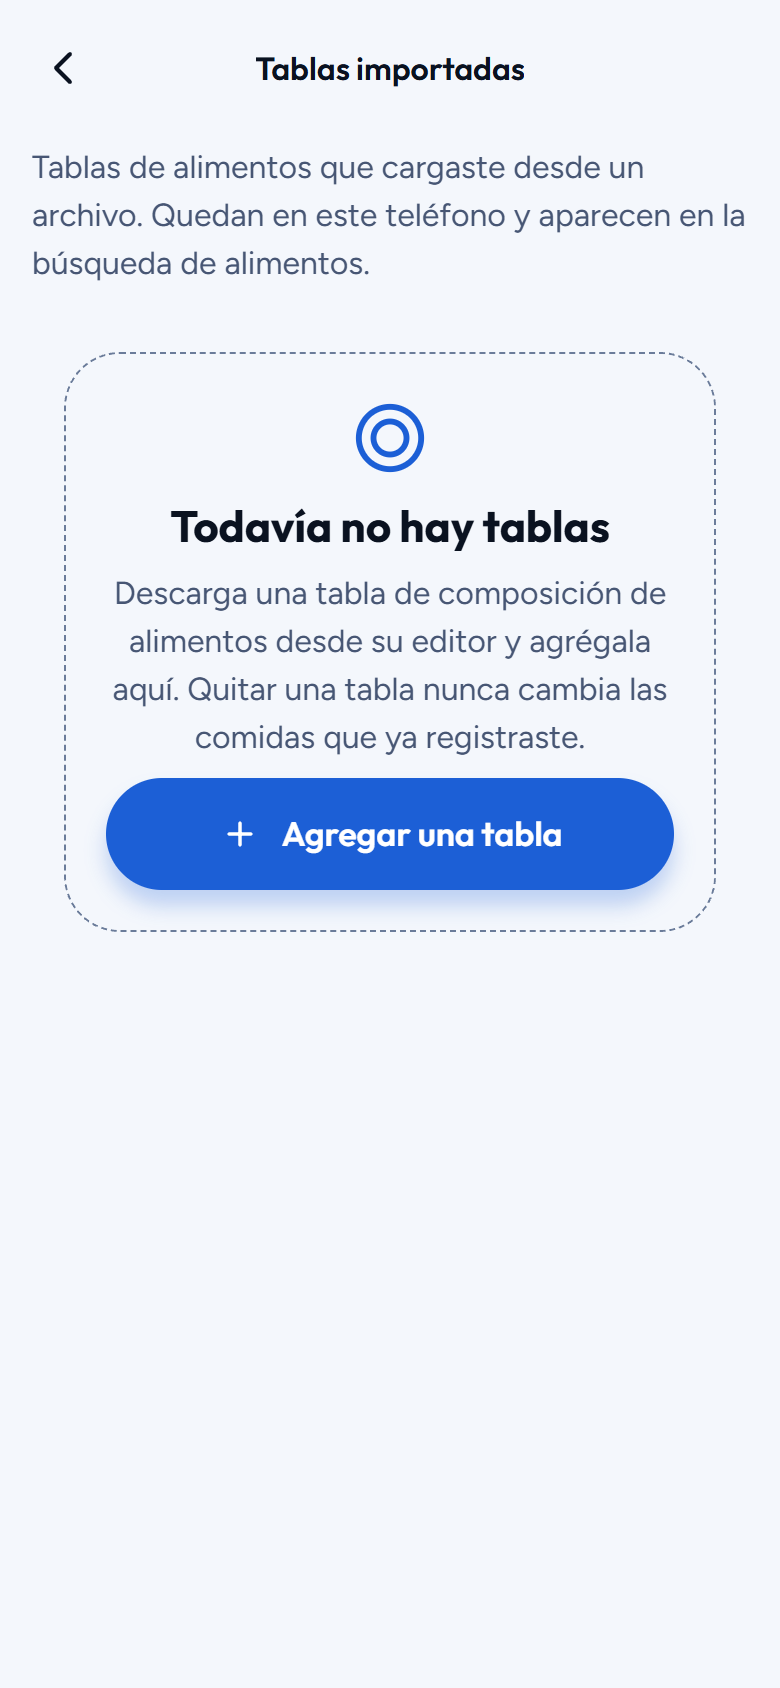 Tablas importadas
Tablas de alimentos que cargaste desde un
archivo. Quedan en este teléfono y aparecen en la
búsqueda de alimentos.
Todavía no hay tablas
Descarga una tabla de composición de
alimentos desde su editor y agrégala
aquí. Quitar una tabla nunca cambia las
comidas que ya registraste.
Agregar una tabla